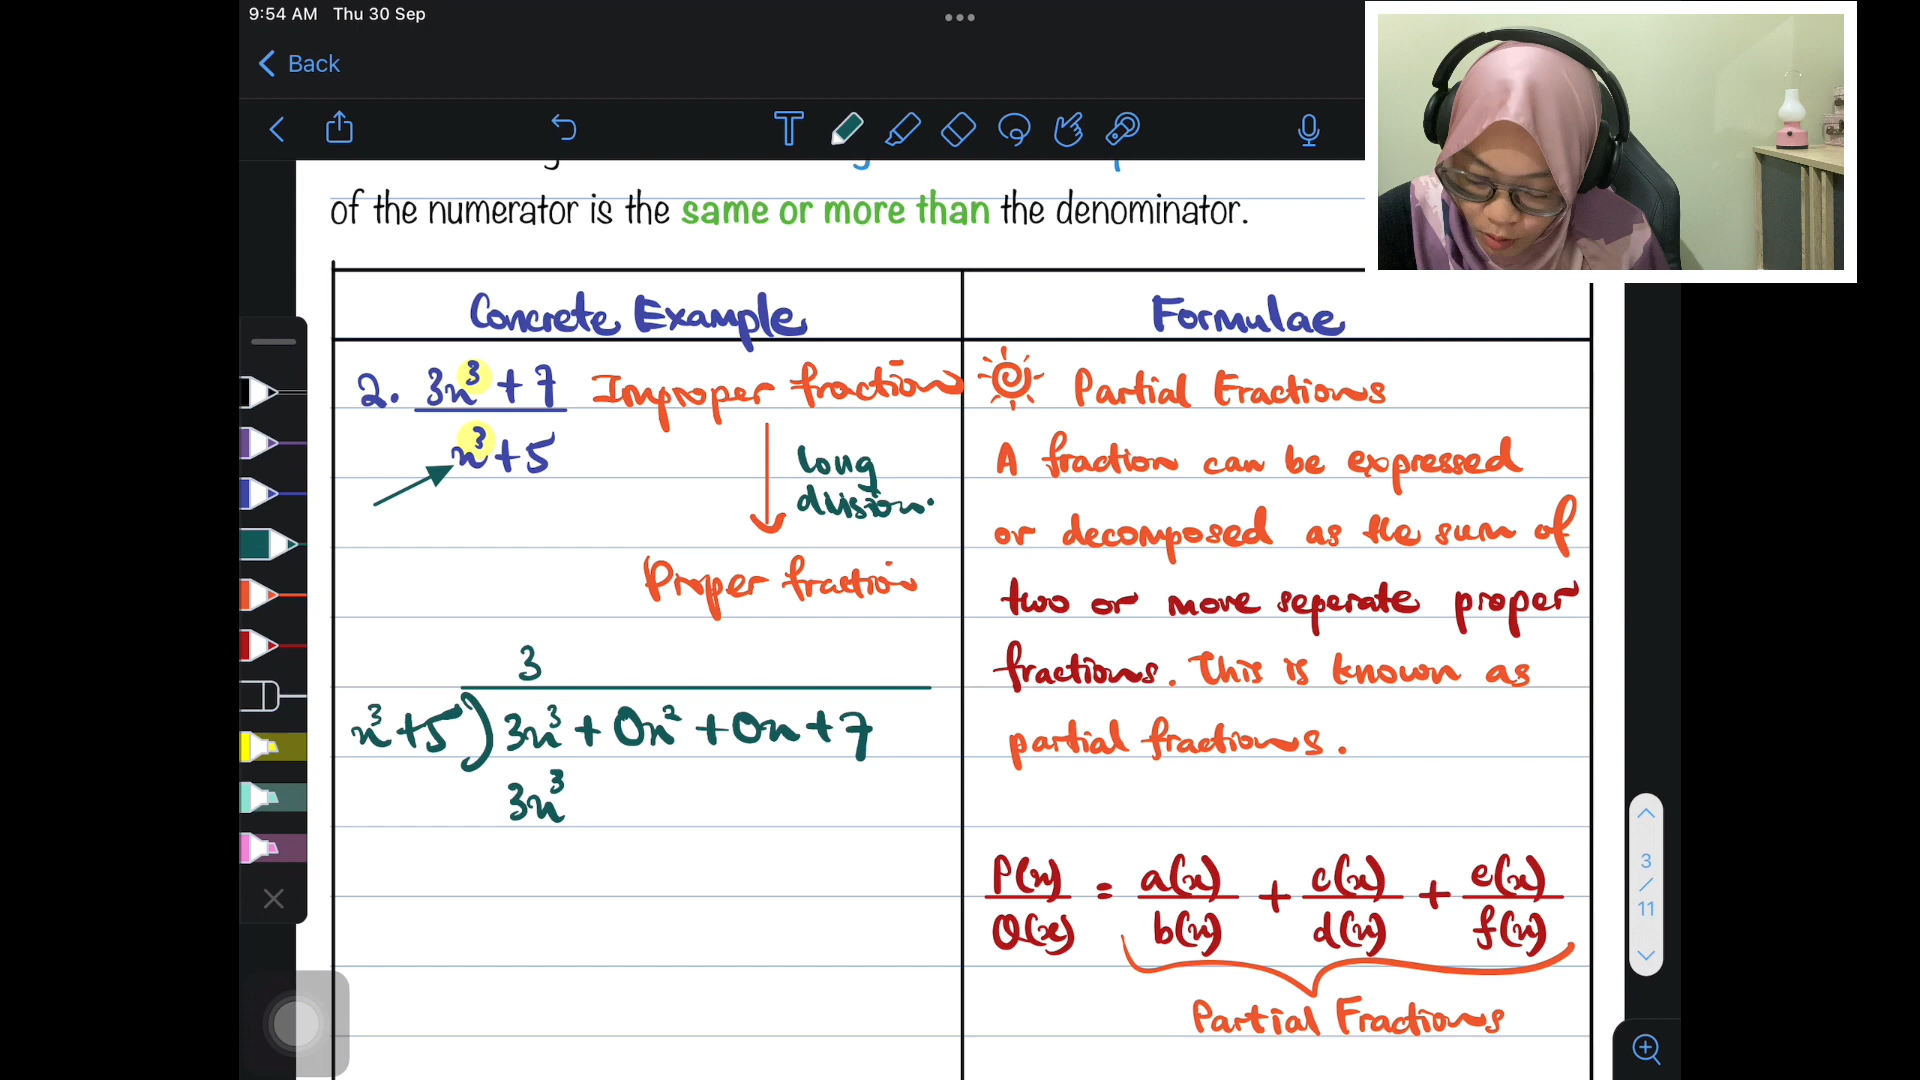 9:54 AM Thu 30 Sep
Back
of the numerator is the same or more than the denominator.
Concrete Example
Formulae
2. 3x³ + 7
x³ + 5
Improper fraction
long
division.
Proper fraction
3
x³ + 5 ) 3x³ + 0x² + 0x + 7
3x³
Partial Fractions
A fraction can be expressed
or decomposed as the sum of
two or more seperate proper
fractions. This is known as
partial fractions.
P(x) = a(x) + c(x) + e(x)
Q(x) b(x) d(x) f(x)
Partial Fractions
3
/
11